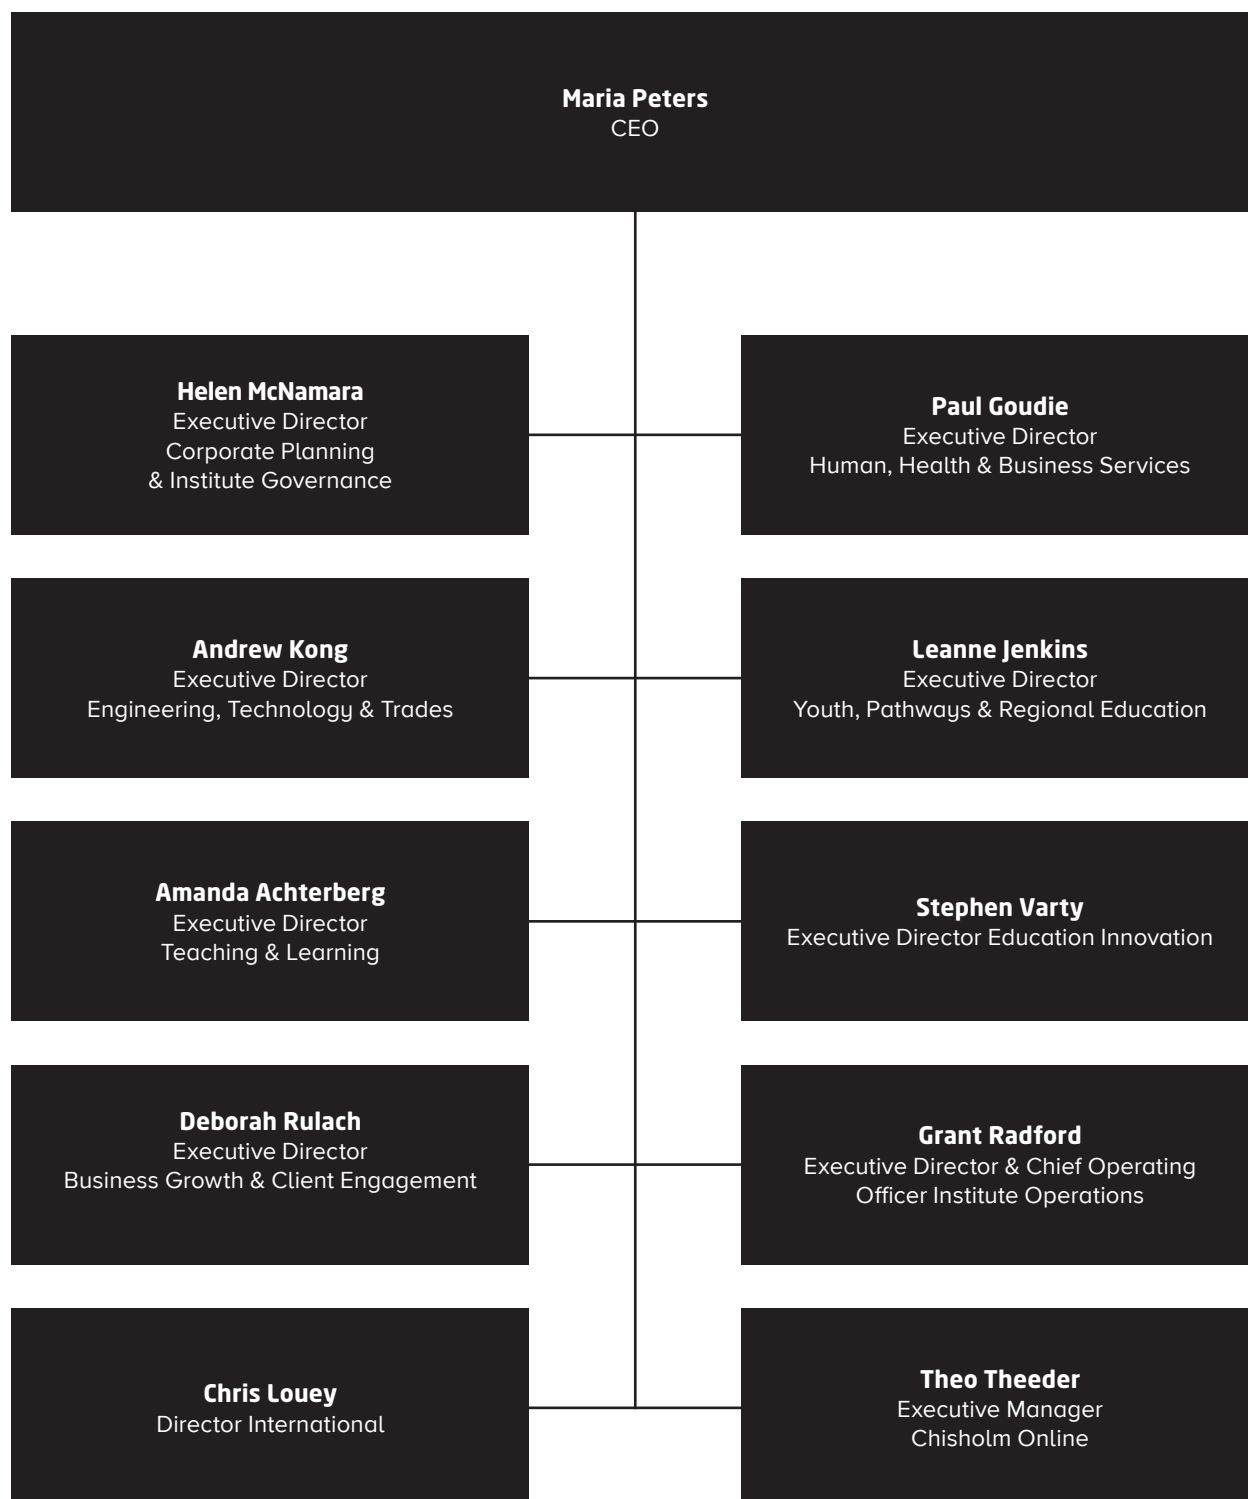 Maria Peters
CEO
Helen McNamara
Executive Director
Corporate Planning
& Institute Governance
Paul Goudie
Executive Director
Human, Health & Business Services
Andrew Kong
Executive Director
Engineering, Technology & Trades
Leanne Jenkins
Executive Director
Youth, Pathways & Regional Education
Amanda Achterberg
Executive Director
Teaching & Learning
Stephen Varty
Executive Director Education Innovation
Deborah Rulach
Executive Director
Business Growth & Client Engagement
Grant Radford
Executive Director & Chief Operating
Officer Institute Operations
Chris Louey
Director International
Theo Theeder
Executive Manager
Chisholm Online